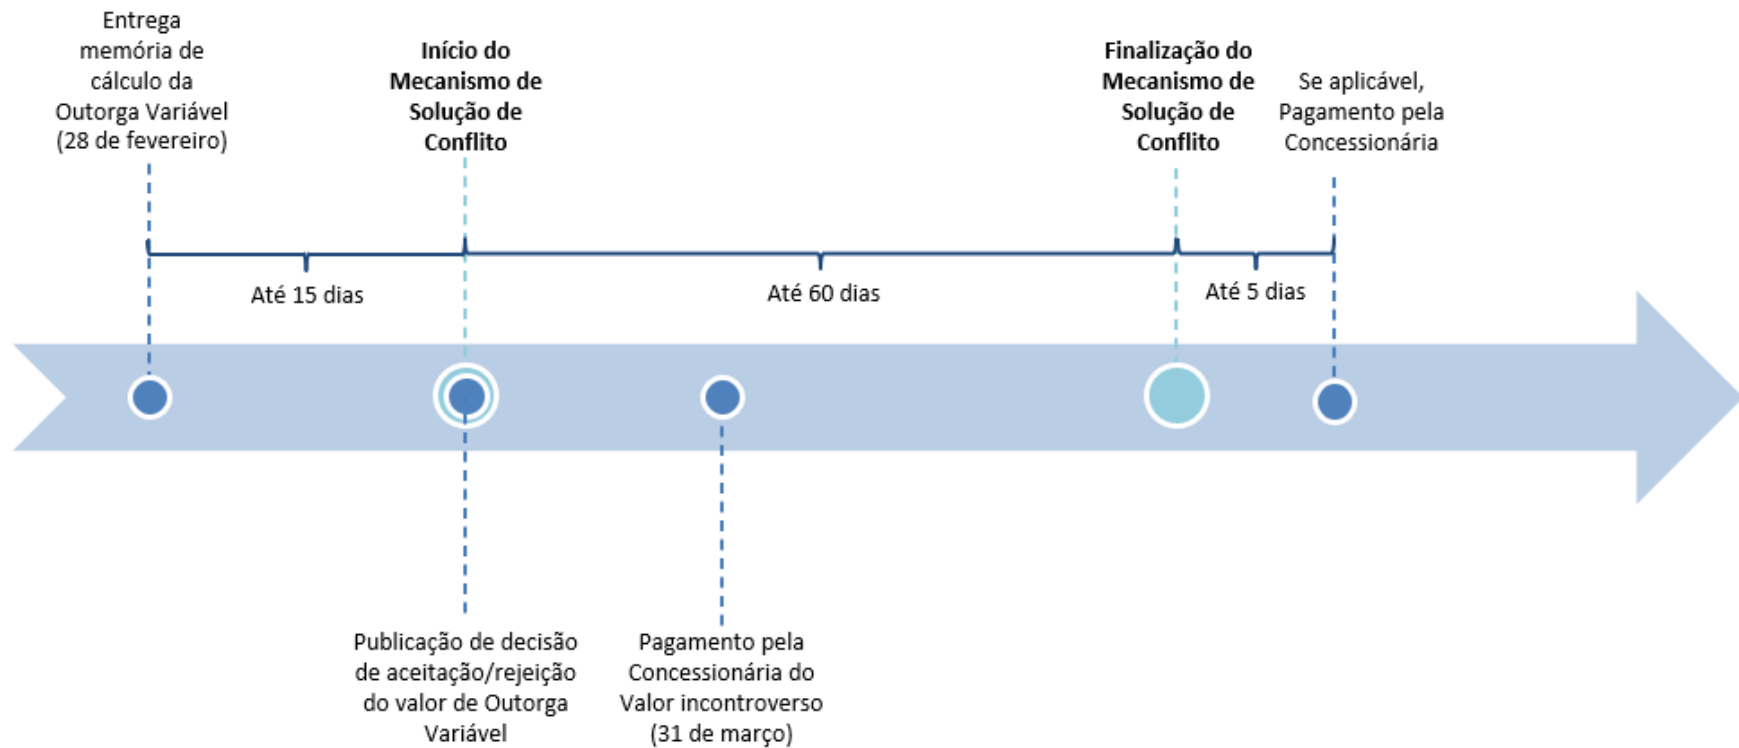 Entrega
memória de
cálculo da
Outorga Variável
(28 de fevereiro)
Início do
Mecanismo de
Solução de
Conflito
Finalização do
Mecanismo de
Solução de
Conflito
Se aplicável,
Pagamento pela
Concessionária
Até 15 dias
Até 60 dias
Até 5 dias
Publicação de decisão
de aceitação/rejeição
do valor de Outorga
Variável
Pagamento pela
Concessionária do
Valor incontroverso
(31 de março)